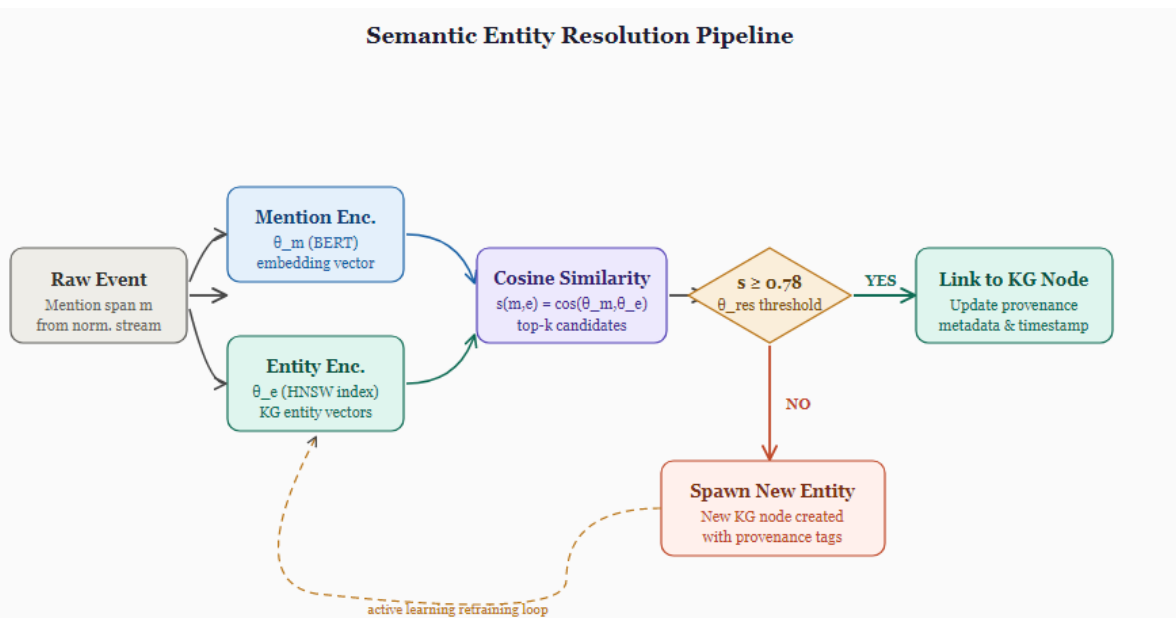 Semantic Entity Resolution Pipeline
Raw Event
Mention span m
from norm. stream
Mention Enc.
θ_m (BERT)
embedding vector
Entity Enc.
θ_e (HNSW index)
KG entity vectors
Cosine Similarity
s(m,e) = cos(θ_m,θ_e)
top-k candidates
s ≥ 0.78
θ_res threshold
YES
Link to KG Node
Update provenance
metadata & timestamp
NO
Spawn New Entity
New KG node created
with provenance tags
active learning retraining loop